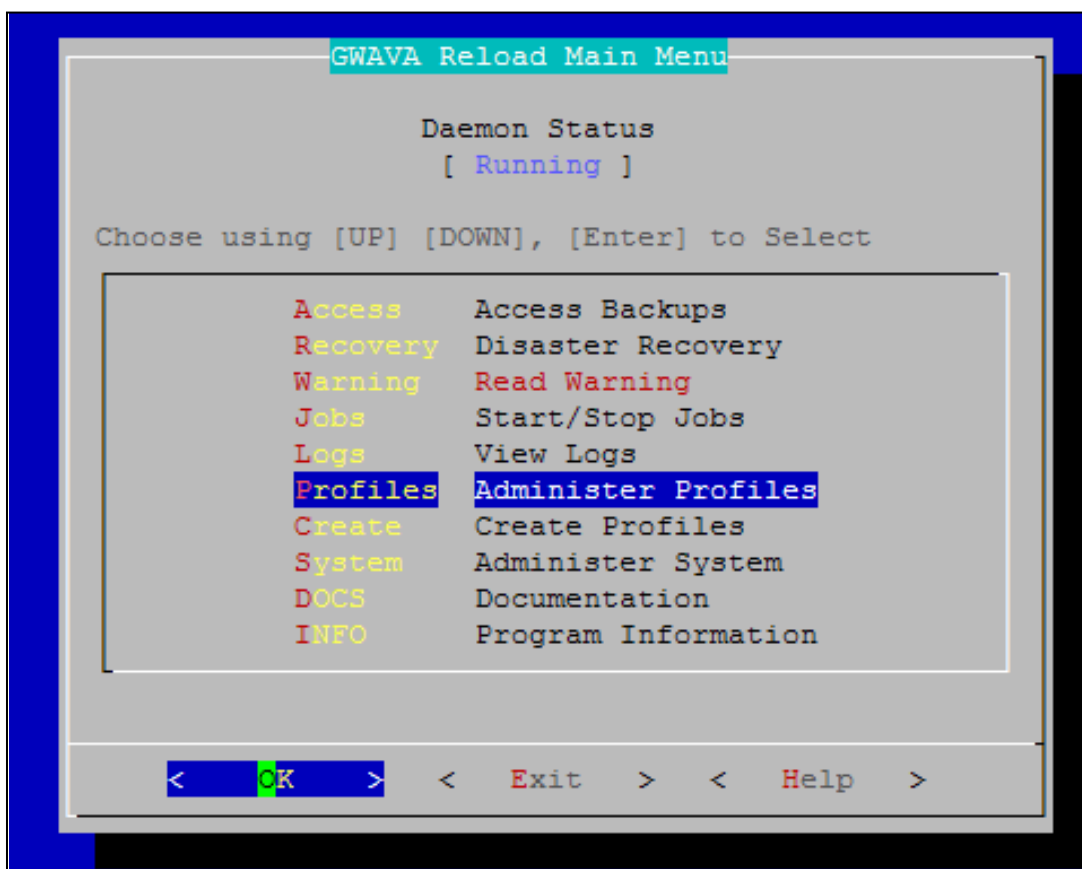 GWAVA Reload Main Menu
Daemon Status
[ Running ]
Choose using [UP] [DOWN], [Enter] to Select
Access Access Backups
Recovery Disaster Recovery
Warning Read Warning
Jobs Start/Stop Jobs
Logs View Logs
Profiles Administer Profiles
Create Create Profiles
System Administer System
DOCS Documentation
INFO Program Information
< OK > < Exit > < Help >